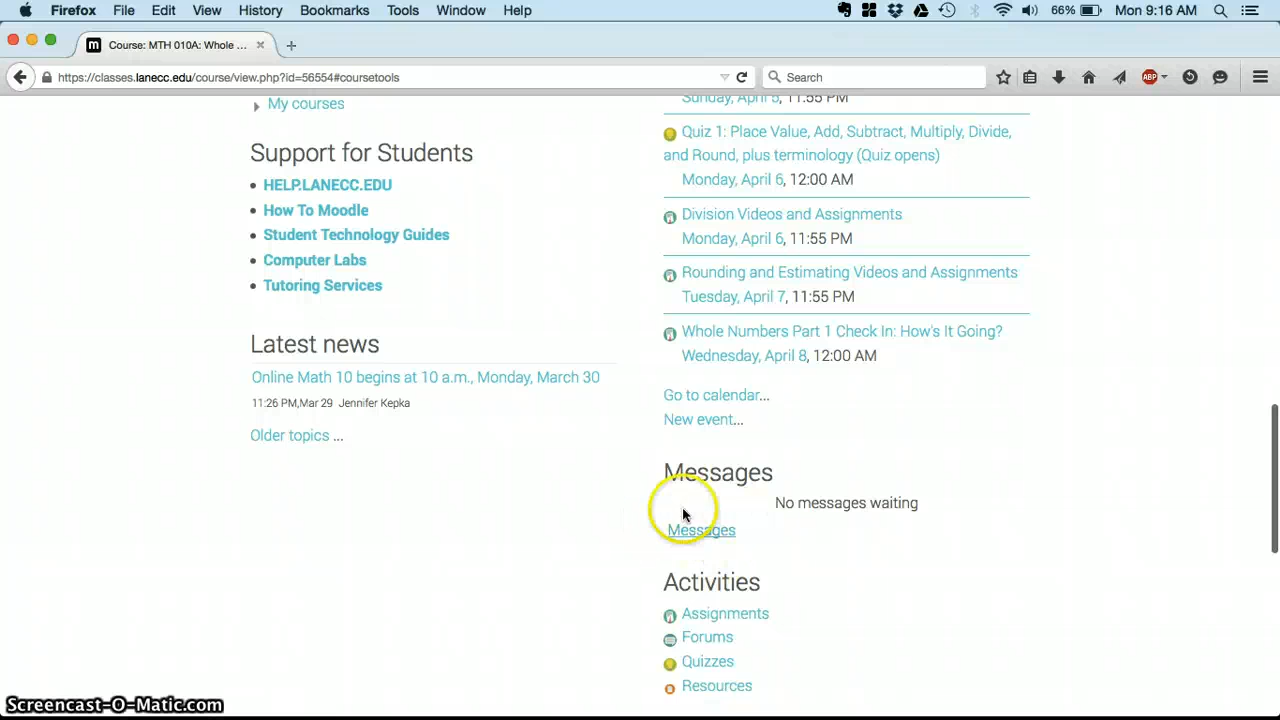 Firefox File Edit View History Bookmarks Tools Window Help 66% Mon 9:16 AM
Course: MTH 010A: Whole ...
https://classes.lanecc.edu/course/view.php?id=56554#coursetools
Search
ABP
My courses
Support for Students
HELP.LANECC.EDU
How To Moodle
Student Technology Guides
Computer Labs
Tutoring Services
Latest news
Online Math 10 begins at 10 a.m., Monday, March 30
11:26 PM,Mar 29 Jennifer Kepka
Older topics ...
Sunday, April 5, 11:55 PM
Quiz 1: Place Value, Add, Subtract, Multiply, Divide,
and Round, plus terminology (Quiz opens)
Monday, April 6, 12:00 AM
Division Videos and Assignments
Monday, April 6, 11:55 PM
Rounding and Estimating Videos and Assignments
Tuesday, April 7, 11:55 PM
Whole Numbers Part 1 Check In: How's It Going?
Wednesday, April 8, 12:00 AM
Go to calendar...
New event...
Messages
No messages waiting
Messages
Activities
Assignments
Forums
Quizzes
Resources
Screencast-O-Matic.com